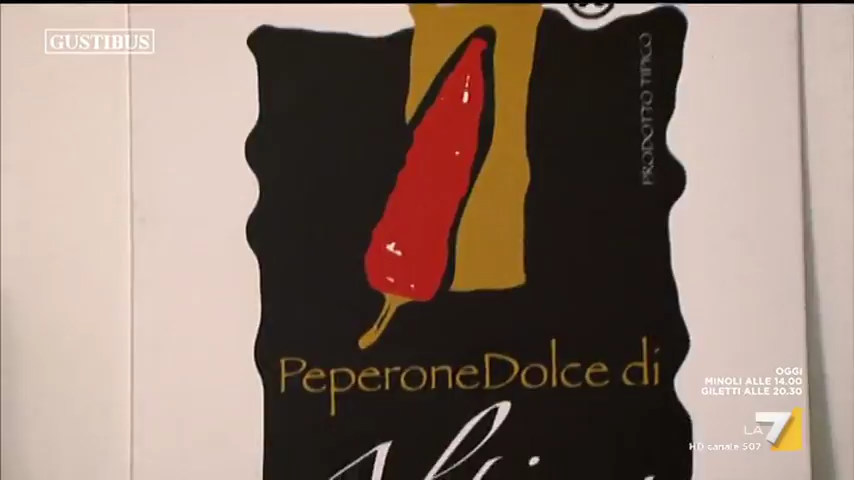 GUSTIBUS
PRODOTTO TIPICO
PeperoneDolce di
OGGI
MINOLI ALLE 14.00
GILETTI ALLE 20.30
LA7
HD canale 507